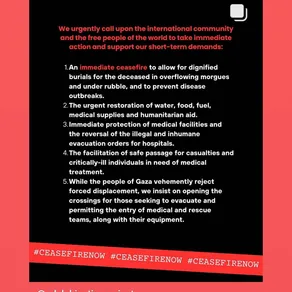 We urgently call upon the international community
and the free people of the world to take immediate
action and support our short-term demands:
1. An immediate ceasefire to allow for dignified
burials for the deceased in overflowing morgues
and under rubble, and to prevent disease
outbreaks.
2. The urgent restoration of water, food, fuel,
medical supplies and humanitarian aid.
3. Immediate protection of medical facilities and
the reversal of the illegal and inhumane
evacuation orders for hospitals.
4. The facilitation of safe passage for casualties and
critically-ill individuals in need of medical
treatment.
5. While the people of Gaza vehemently reject
forced displacement, we insist on opening the
crossings for those seeking to evacuate and
permitting the entry of medical and rescue
teams, along with their equipment.
#CEASEFIRENOW #CEASEFIRENOW #CEASEFIRENOW